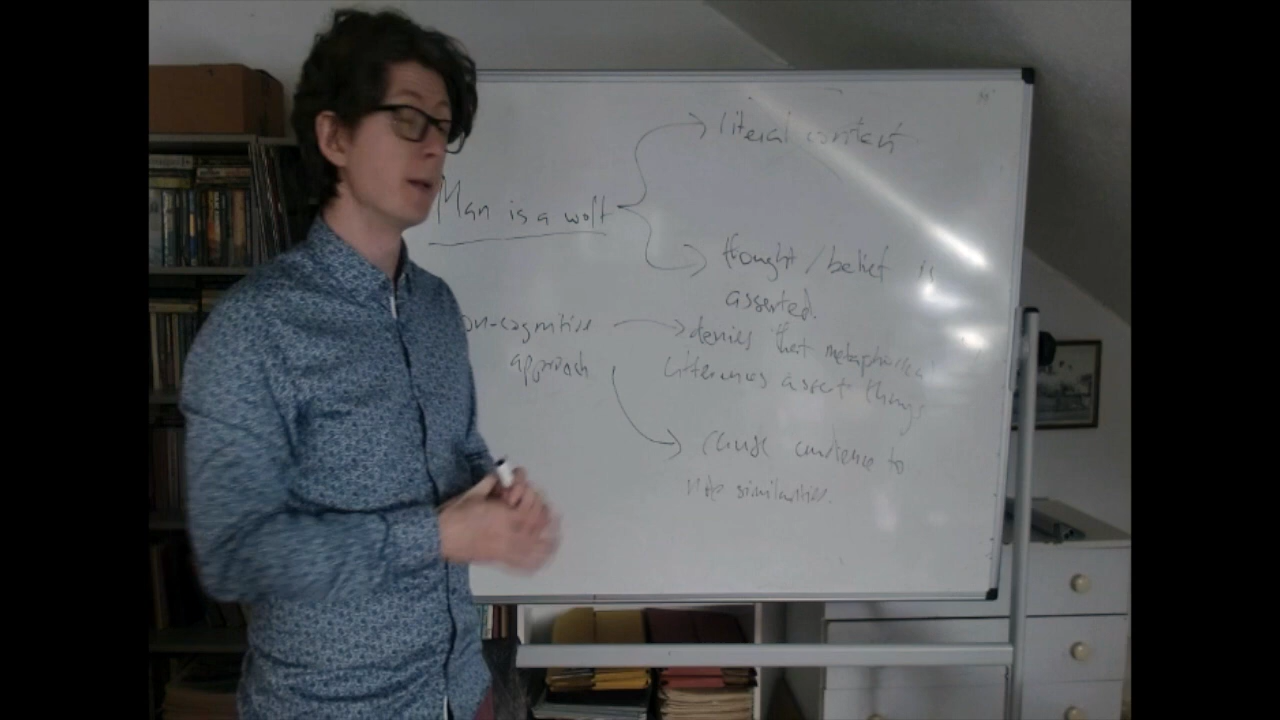 literal content
Man is a wolf
thought / belief is
asserted.
on-cognitive
approach
denies that metaphorical
utterances assert things
cause audience to
note similarities.